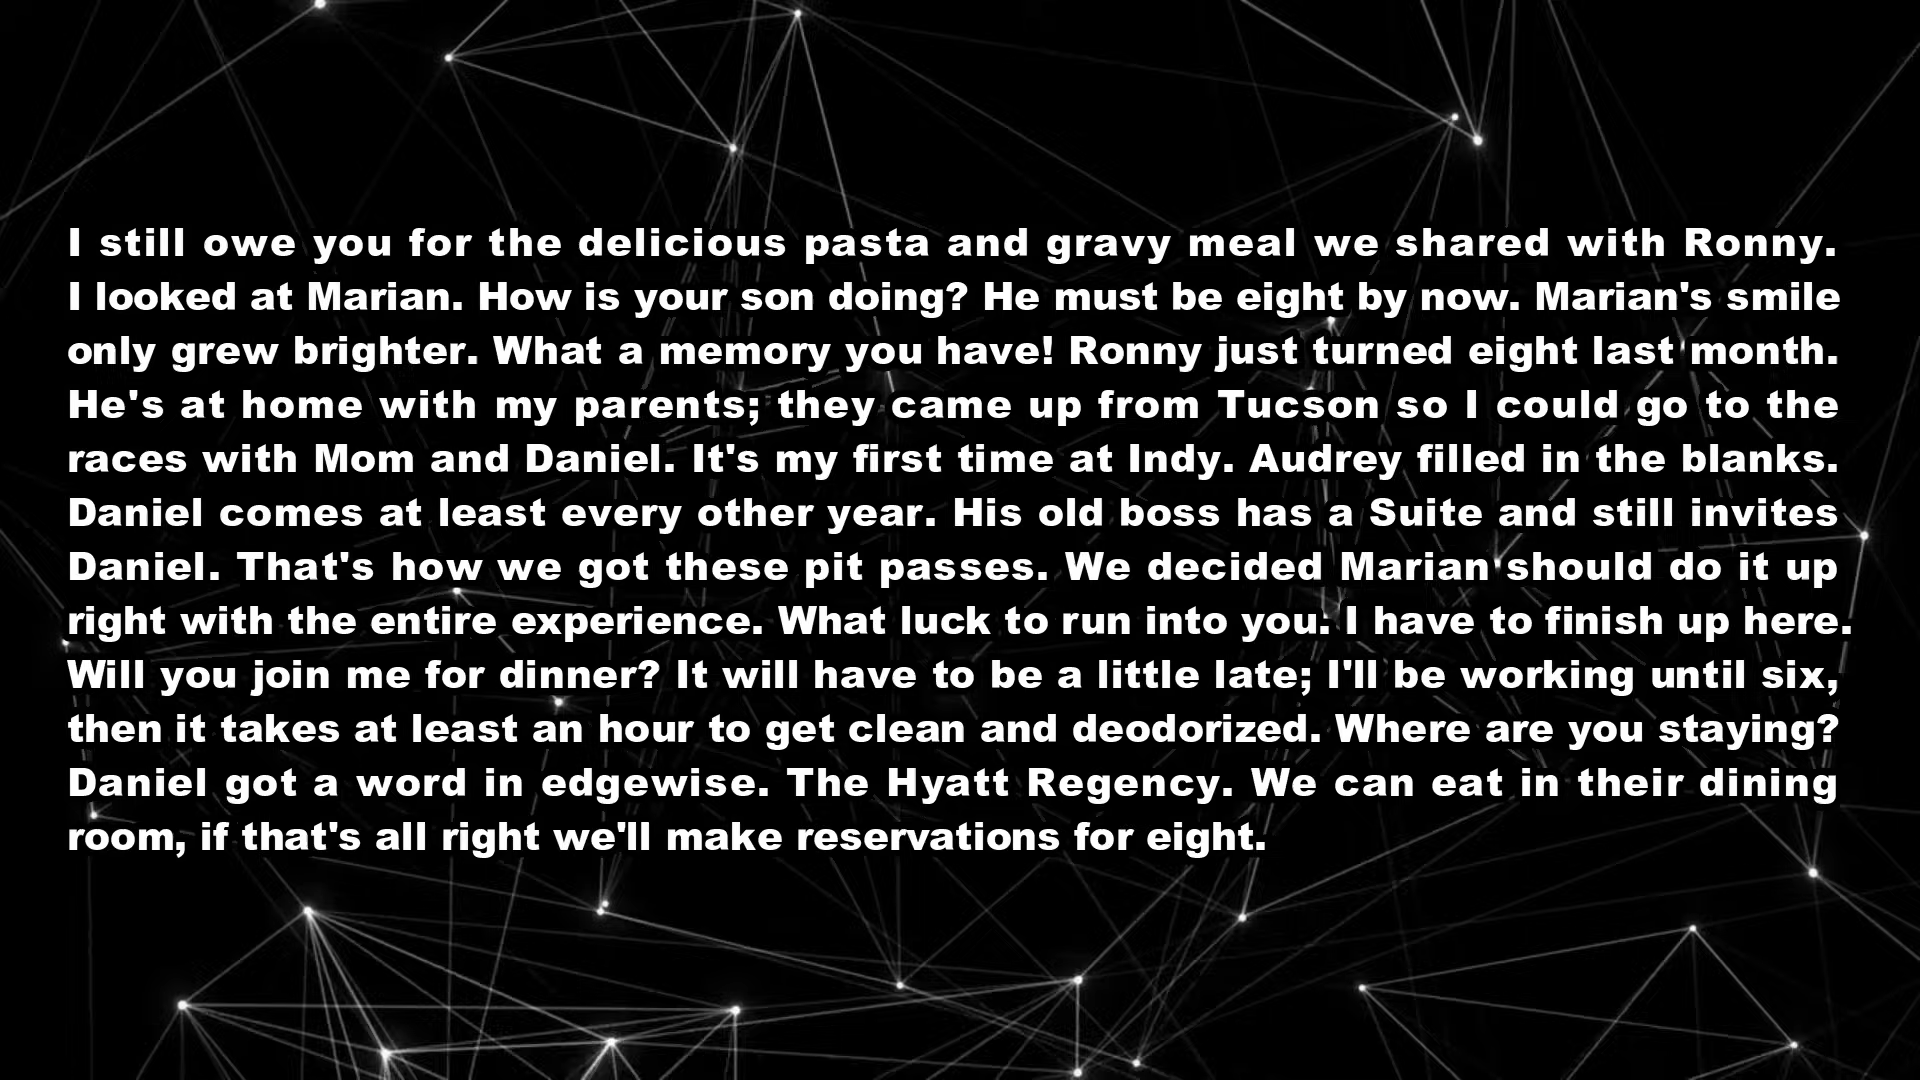 I still owe you for the delicious pasta and gravy meal we shared with Ronny.
I looked at Marian. How is your son doing? He must be eight by now. Marian's smile
only grew brighter. What a memory you have! Ronny just turned eight last month.
He's at home with my parents; they came up from Tucson so I could go to the
races with Mom and Daniel. It's my first time at Indy. Audrey filled in the blanks.
Daniel comes at least every other year. His old boss has a Suite and still invites
Daniel. That's how we got these pit passes. We decided Marian should do it up
right with the entire experience. What luck to run into you. I have to finish up here.
Will you join me for dinner? It will have to be a little late; I'll be working until six,
then it takes at least an hour to get clean and deodorized. Where are you staying?
Daniel got a word in edgewise. The Hyatt Regency. We can eat in their dining
room, if that's all right we'll make reservations for eight.